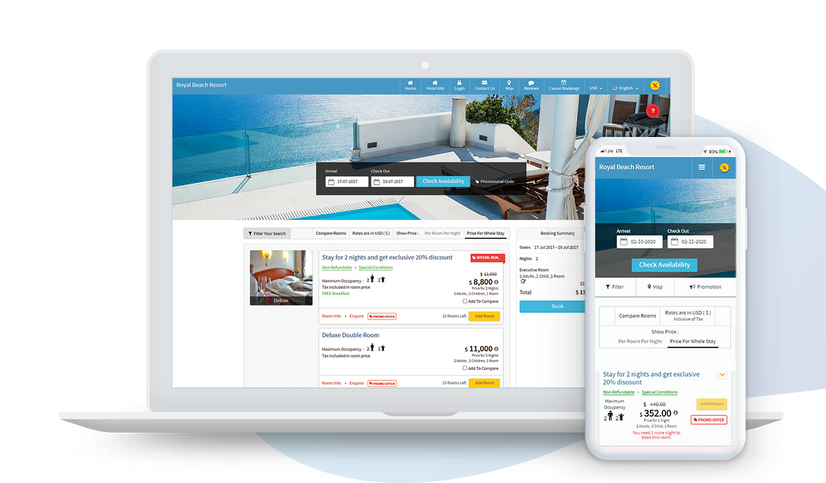 Royal Beach Resort
Home
Hotel Info
Login
Contact Us
Map
Reviews
Cancel Bookings
USD
English
?
Arrival
Check Out
17-07-2017
19-07-2017
Check Availability
Promotional Code
Filter Your Search
Compare Rooms
Rates are in USD ( $ )
Show Price :
Per Room Per Night
Price For Whole Stay
Deluxe
Stay for 2 nights and get exclusive 20% discount
SPECIAL DEAL
Non-Refundable • Special Conditions
Maximum Occupancy : 2 2
Tax included in room price
FREE Breakfast
$ 11,000
$ 8,800
Price for 2 Nights
2 Adults, 2 Children, 1 Room
Add To Compare
Room Info • Enquire PROMO OFFER
10 Rooms Left
Add Room
Deluxe Double Room
Maximum Occupancy : 2 2
Tax included in room price
$ 11,000
Price for 2 Nights
2 Adults, 2 Children, 1 Room
Add To Compare
Room Info • Enquire PROMO OFFER
10 Rooms Left
Add Room
Booking Summary
Dates 17 Jul 2017 - 19 Jul 2017
Nights 2
Executive Room
2 Adults, 2 Child, 2 Room
Total
Book
LTE
83%
Royal Beach Resort
Arrival
Check Out
02-10-2020
02-11-2020
Check Availability
Filter
Map
Promotion
Compare Rooms
Rates are in USD ( $ )
Inclusive of Tax
Show Price :
Per Room Per Night
Price For Whole Stay
Stay for 2 nights and get exclusive
20% discount
Non-Refundable • Special Conditions
Maximum
Occupancy
2 2
$ 440.00
$ 352.00
Price for 1 Night
2 Adults, 0 Child, 1 Room
You need 1 more night to
book this room.
Add Room
PROMO OFFER